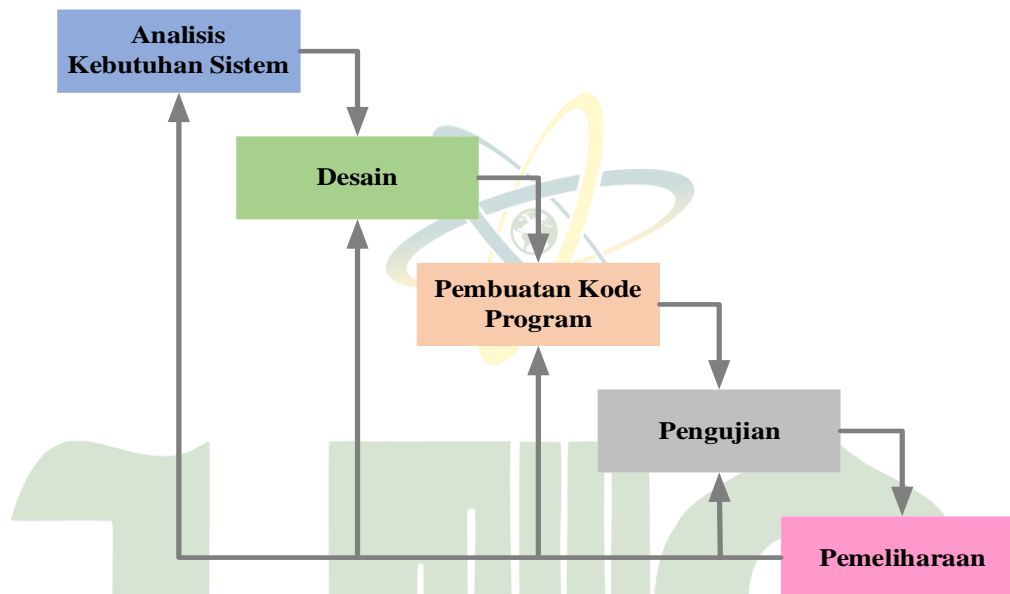 Analisis
Kebutuhan Sistem
Desain
Pembuatan Kode
Program
Pengujian
Pemeliharaan